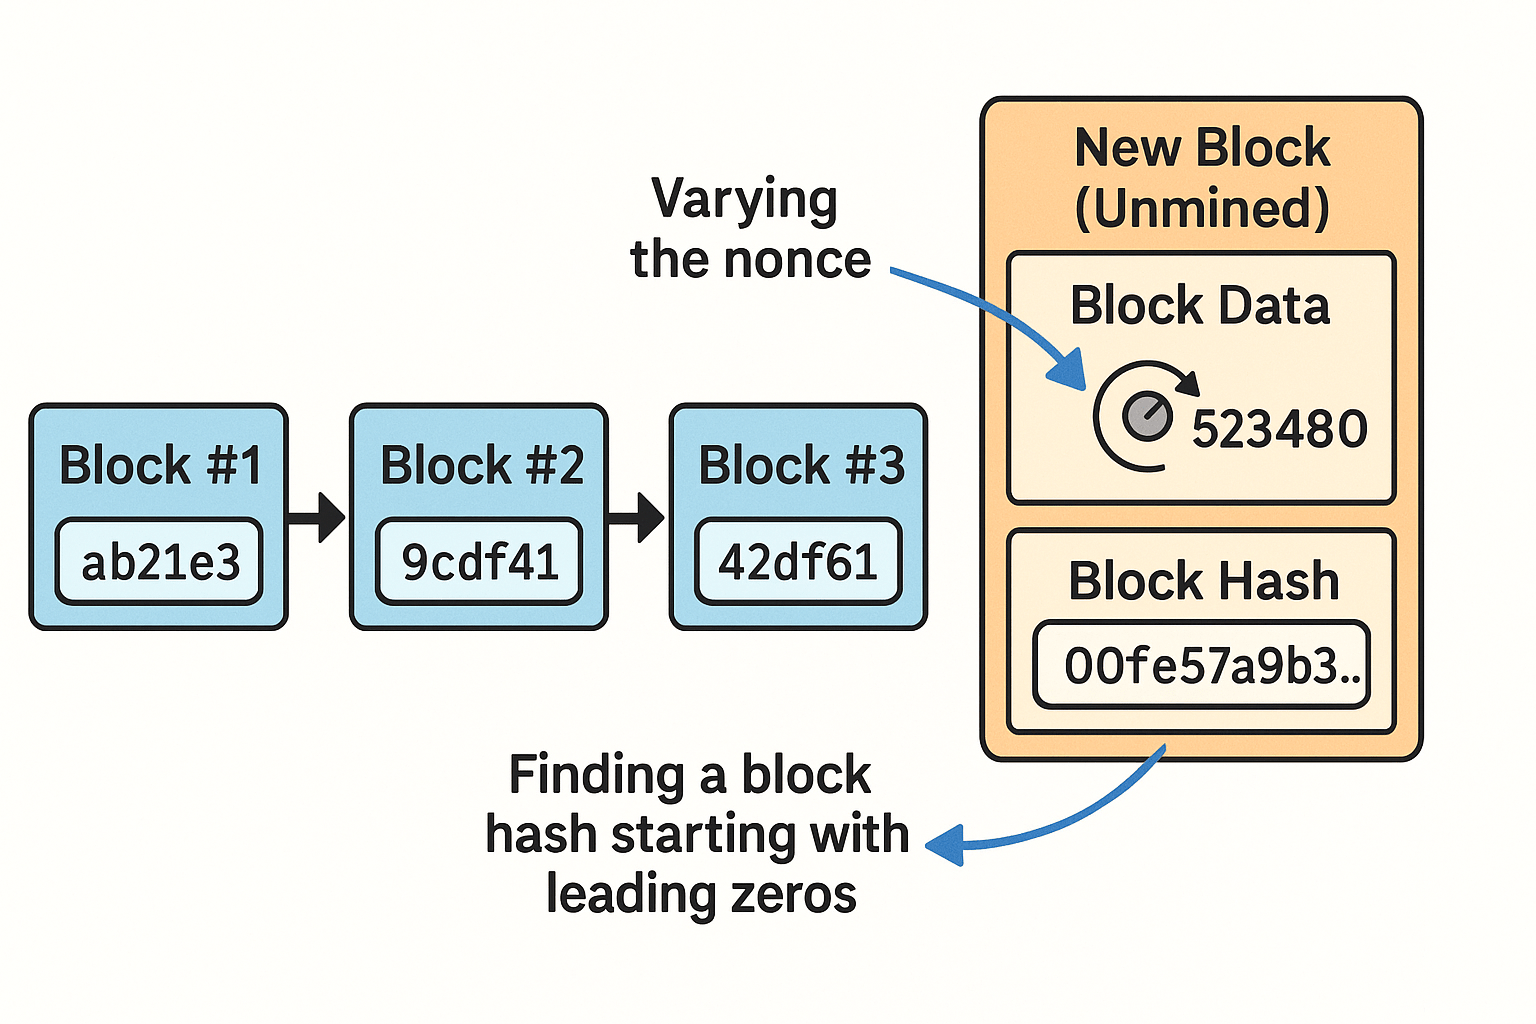 Varying
the nonce
Block #1
ab21e3
Block #2
9cdf41
Block #3
42df61
New Block
(Unmined)
Block Data
523480
Block Hash
00fe57a9b3..
Finding a block
hash starting with
leading zeros